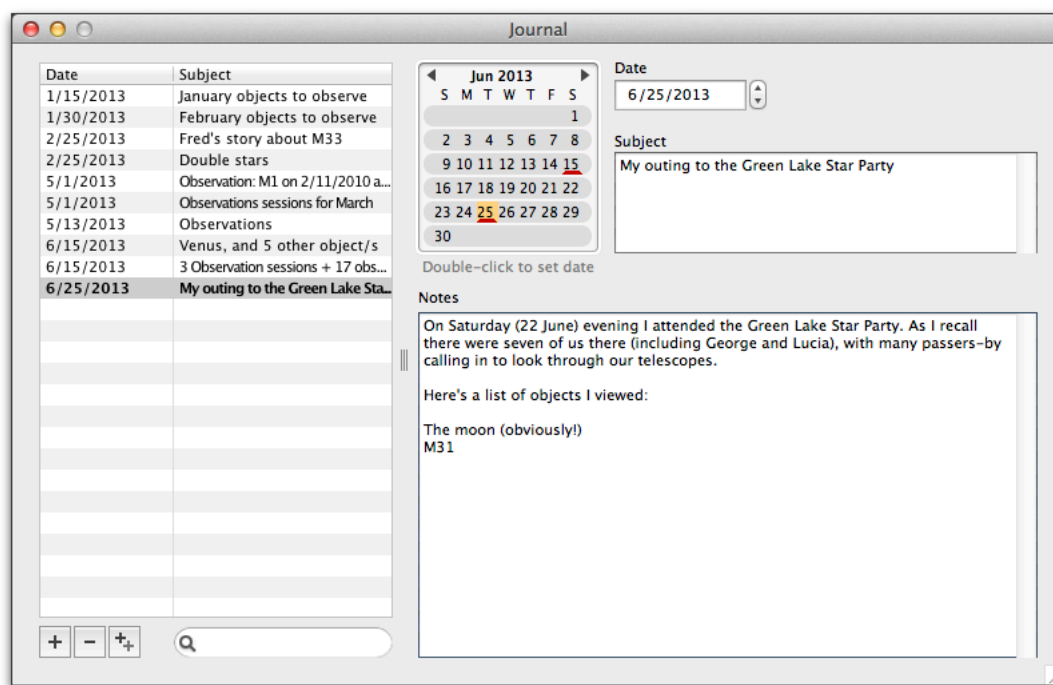 Journal
Date Subject
1/15/2013 January objects to observe
1/30/2013 February objects to observe
2/25/2013 Fred's story about M33
2/25/2013 Double stars
5/1/2013 Observation: M1 on 2/11/2010 a...
5/1/2013 Observations sessions for March
5/13/2013 Observations
6/15/2013 Venus, and 5 other object/s
6/15/2013 3 Observation sessions + 17 obs...
6/25/2013 My outing to the Green Lake Sta...
Jun 2013
S M T W T F S
1
2 3 4 5 6 7 8
9 10 11 12 13 14 15
16 17 18 19 20 21 22
23 24 25 26 27 28 29
30
Double-click to set date
Date
6/25/2013
Subject
My outing to the Green Lake Star Party
Notes
On Saturday (22 June) evening I attended the Green Lake Star Party. As I recall
there were seven of us there (including George and Lucia), with many passers-by
calling in to look through our telescopes.
Here's a list of objects I viewed:
The moon (obviously!)
M31